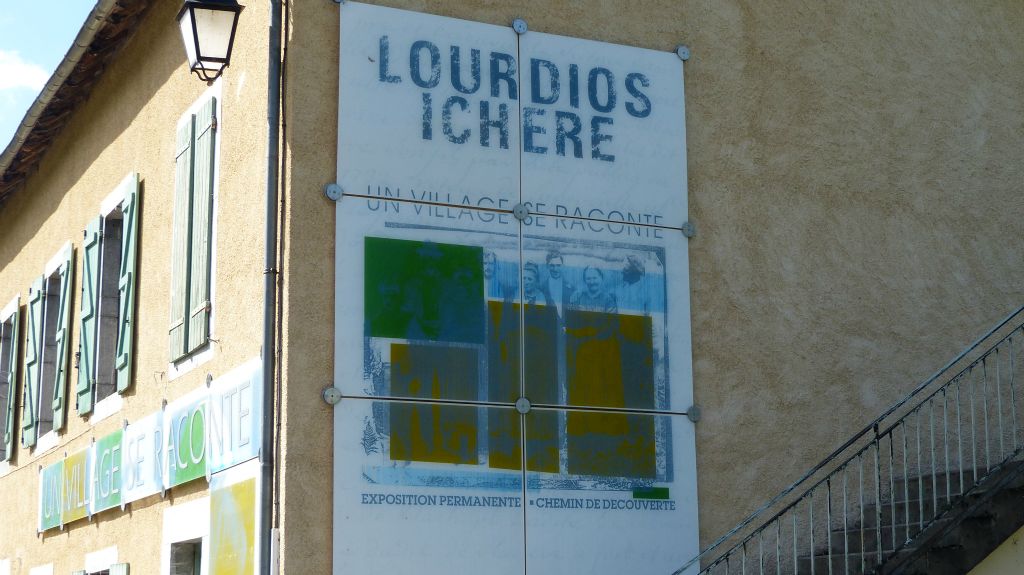 LOURDIOS
ICHERE
UN VILLAGE SE RACONTE
EXPOSITION PERMANENTE ▪ CHEMIN DE DECOUVERTE
UN VILLAGE SE RACONTE